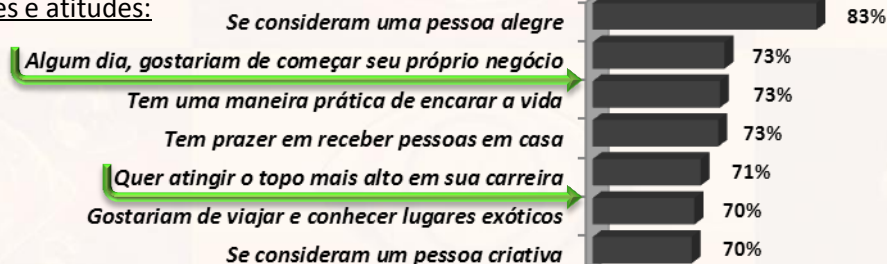 es e atitudes:
Se consideram uma pessoa alegre 83%
Algum dia, gostariam de começar seu próprio negócio 73%
Tem uma maneira prática de encarar a vida 73%
Tem prazer em receber pessoas em casa 73%
Quer atingir o topo mais alto em sua carreira 71%
Gostariam de viajar e conhecer lugares exóticos 70%
Se consideram um pessoa criativa 70%